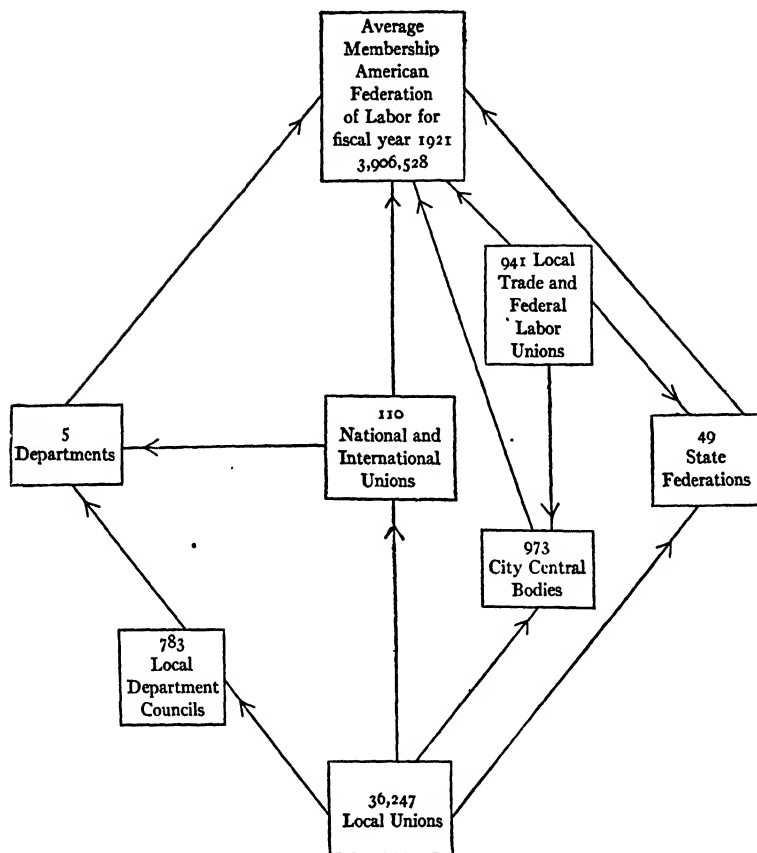 Average
Membership
American
Federation
of Labor for
fiscal year 1921
3,906,528
941 Local
Trade and
Federal
Labor
Unions
5
Departments
110
National and
International
Unions
49
State
Federations
973
City Central
Bodies
783
Local
Department
Councils
36,247
Local Unions